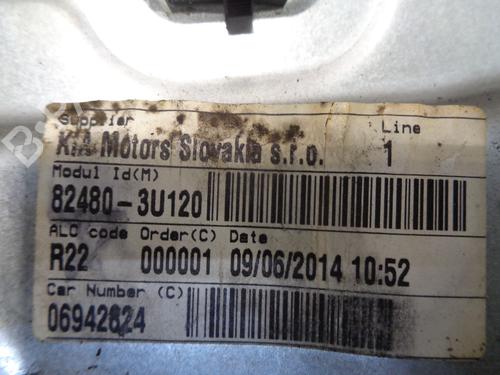 Supplier Line
KIA Motors Slovakia s.r.o. 1
Modul Id(M)
82480-3U120
ALC code Order(C) Date
R22 000001 09/06/2014 10:52
Car Number (C)
06942624